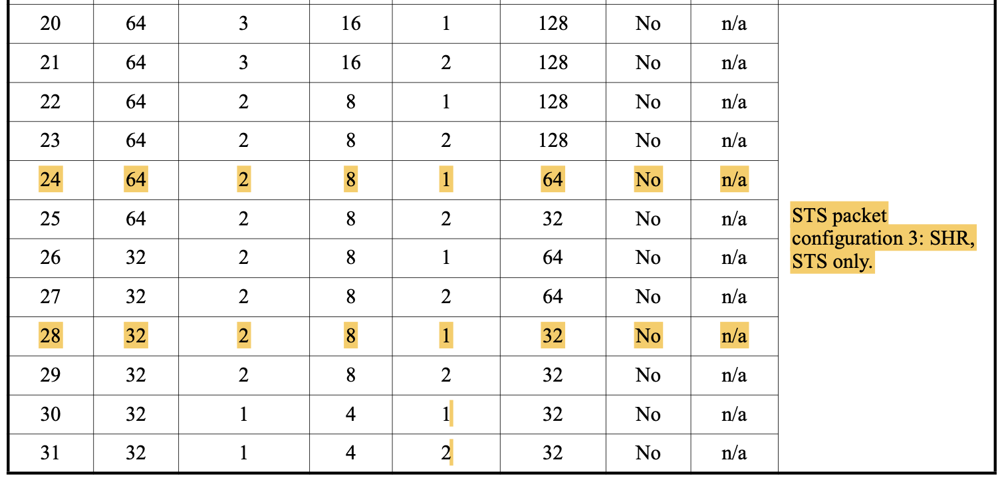 20 64 3 16 1 128 No n/a
21 64 3 16 2 128 No n/a
22 64 2 8 1 128 No n/a
23 64 2 8 2 128 No n/a
24 64 2 8 1 64 No n/a
25 64 2 8 2 32 No n/a
26 32 2 8 1 64 No n/a
27 32 2 8 2 64 No n/a
28 32 2 8 1 32 No n/a
29 32 2 8 2 32 No n/a
30 32 1 4 1 32 No n/a
31 32 1 4 2 32 No n/a
STS packet
configuration 3: SHR,
STS only.